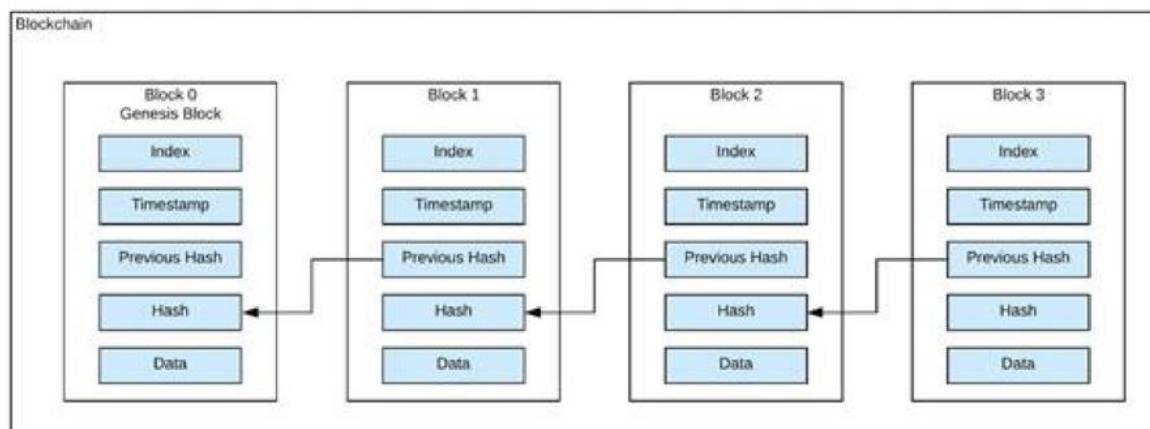 Blockchain
Block 0
Genesis Block
Index
Timestamp
Previous Hash
Hash
Data
Block 1
Index
Timestamp
Previous Hash
Hash
Data
Block 2
Index
Timestamp
Previous Hash
Hash
Data
Block 3
Index
Timestamp
Previous Hash
Hash
Data